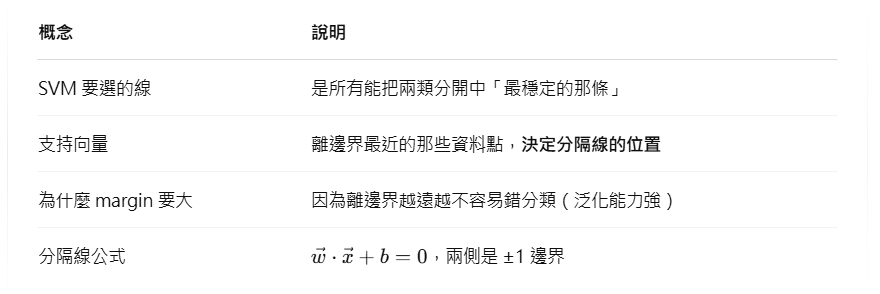 概念 說明
SVM 要選的線 是所有能把兩類分開中「最穩定的那條」
支持向量 離邊界最近的那些資料點，決定分隔線的位置
為什麼 margin 要大 因為離邊界越遠越不容易錯分類（泛化能力強）
分隔線公式 $\vec{w} \cdot \vec{x} + b = 0$，兩側是 ±1 邊界